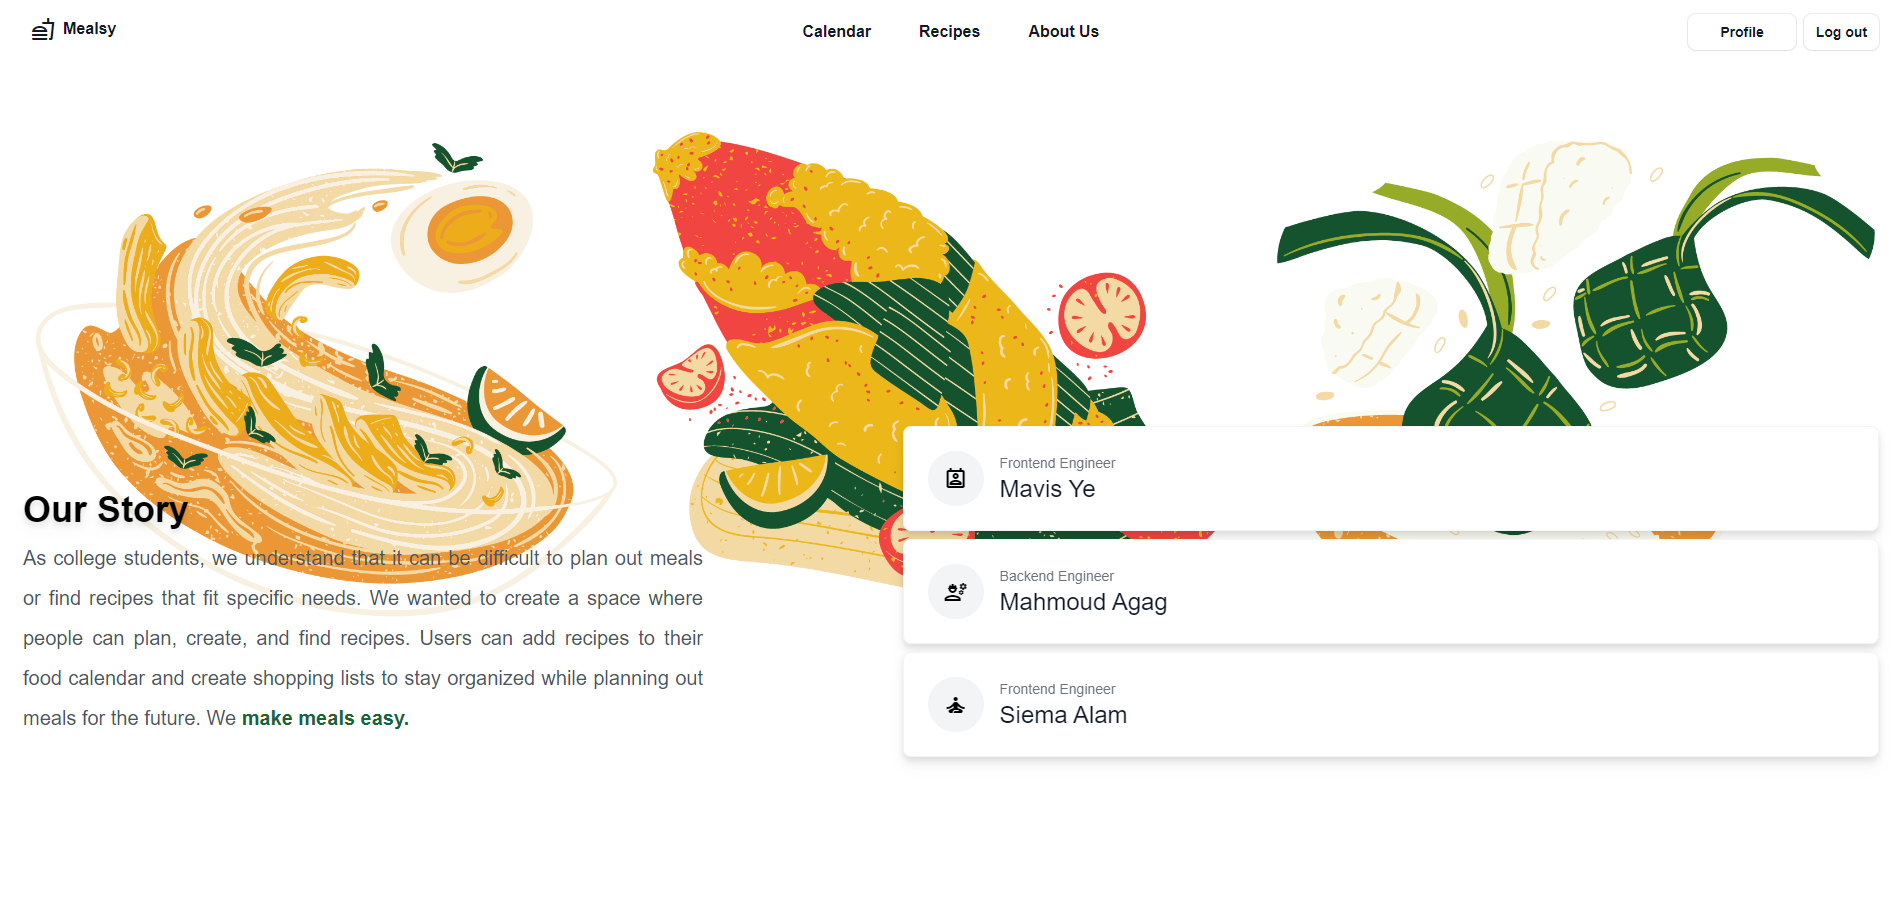 Mealsy
Calendar
Recipes
About Us
Profile
Log out
Our Story
As college students, we understand that it can be difficult to plan out meals
or find recipes that fit specific needs. We wanted to create a space where
people can plan, create, and find recipes. Users can add recipes to their
food calendar and create shopping lists to stay organized while planning out
meals for the future. We make meals easy.
Frontend Engineer
Mavis Ye
Backend Engineer
Mahmoud Agag
Frontend Engineer
Siema Alam